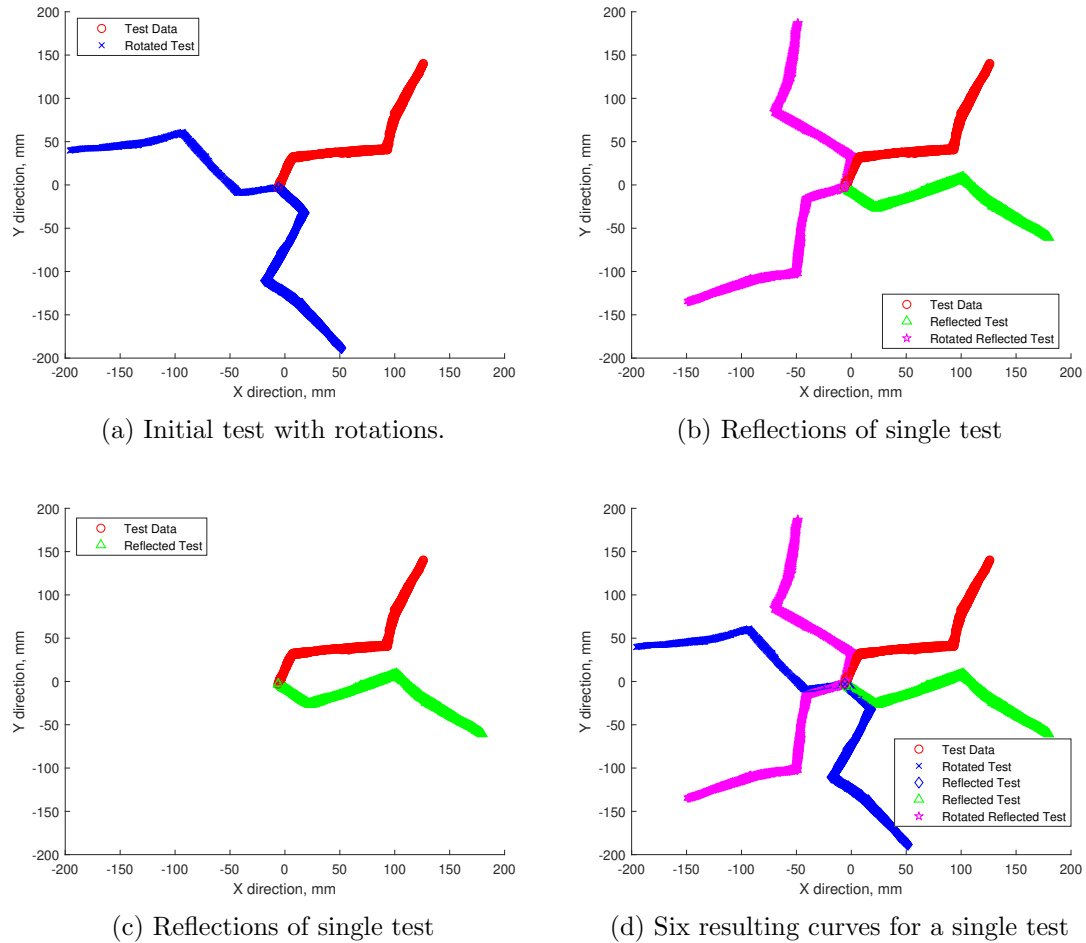 200
150
100
50
0
-50
-100
-150
-200
Y direction, mm
-200 -150 -100 -50 0 50 100 150 200
X direction, mm
Test Data
Rotated Test
(a) Initial test with rotations.
200
150
100
50
0
-50
-100
-150
-200
Y direction, mm
-200 -150 -100 -50 0 50 100 150 200
X direction, mm
Test Data
Reflected Test
Rotated Reflected Test
(b) Reflections of single test
200
150
100
50
0
-50
-100
-150
-200
Y direction, mm
-200 -150 -100 -50 0 50 100 150 200
X direction, mm
Test Data
Reflected Test
(c) Reflections of single test
200
150
100
50
0
-50
-100
-150
-200
Y direction, mm
-200 -150 -100 -50 0 50 100 150 200
X direction, mm
Test Data
Rotated Test
Reflected Test
Reflected Test
Rotated Reflected Test
(d) Six resulting curves for a single test